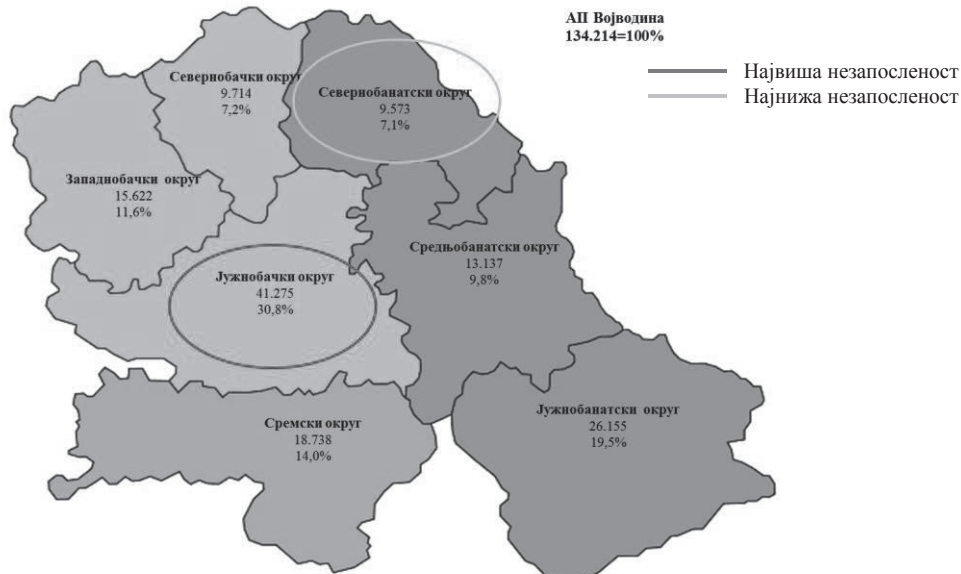 АП Војводина
134.214=100%
Највиша незапосленост
Најнижа незапосленост
Севернобачки округ
9.714
7,2%
Севернобанатски округ
9.573
7,1%
Западнобачки округ
15.622
11,6%
Средњобанатски округ
13.137
9,8%
Јужнобачки округ
41.275
30,8%
Јужнобанатски округ
26.155
19,5%
Сремски округ
18.738
14,0%